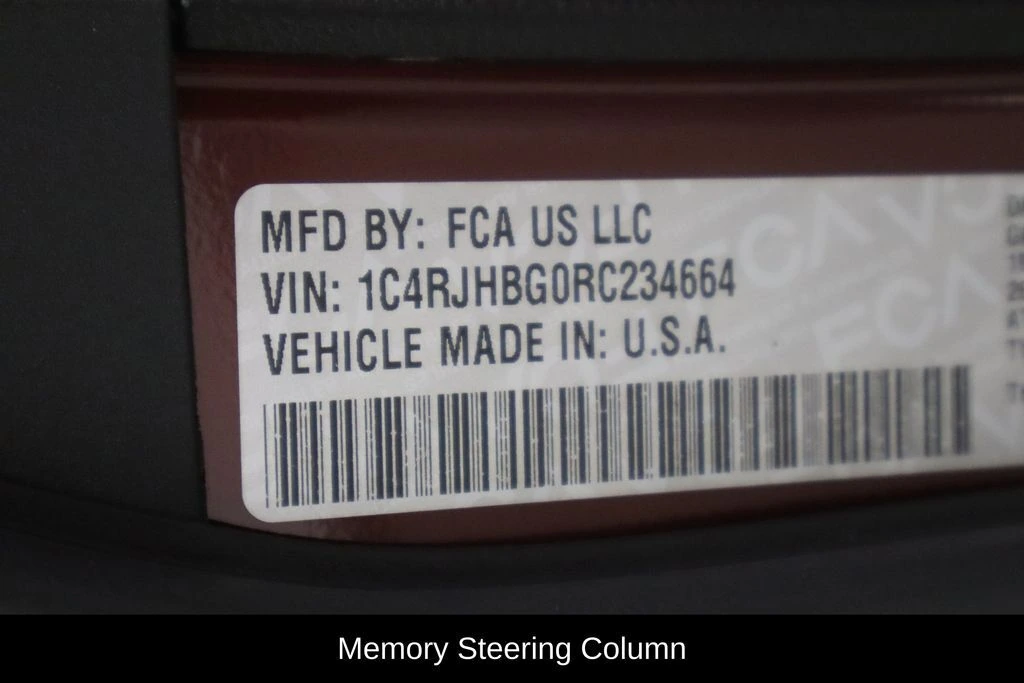 MFD BY: FCA US LLC
VIN: 1C4RJHBG0RC234664
VEHICLE MADE IN: U.S.A.
Memory Steering Column